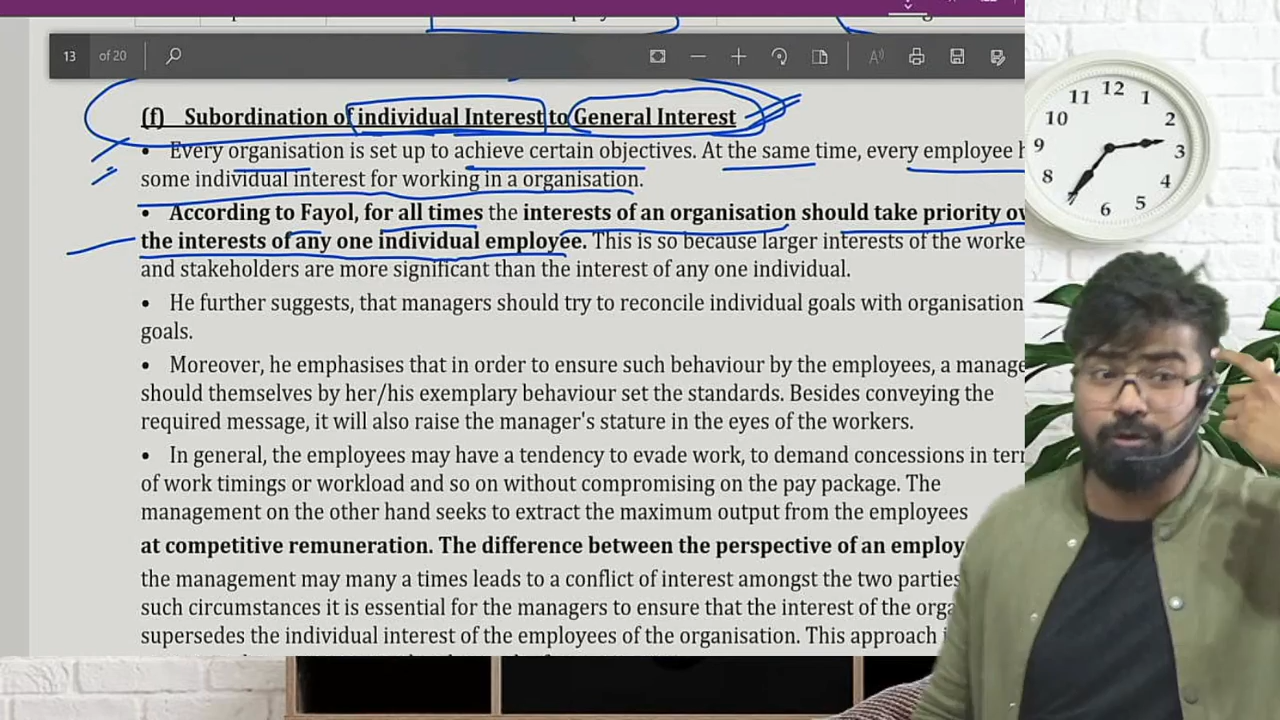 13 of 20
(f) Subordination of individual Interest to General Interest
• Every organisation is set up to achieve certain objectives. At the same time, every employee
some individual interest for working in a organisation.
• According to Fayol, for all times the interests of an organisation should take priority
the interests of any one individual employee. This is so because larger interests of the
and stakeholders are more significant than the interest of any one individual.
• He further suggests, that managers should try to reconcile individual goals with
goals.
• Moreover, he emphasises that in order to ensure such behaviour by the employees, a
should themselves by her/his exemplary behaviour set the standards. Besides conveying the
required message, it will also raise the manager's stature in the eyes of the workers.
• In general, the employees may have a tendency to evade work, to demand concessions in
of work timings or workload and so on without compromising on the pay package. The
management on the other hand seeks to extract the maximum output from the employees
at competitive remuneration. The difference between the perspective of an
the management may many a times leads to a conflict of interest amongst the two parties
such circumstances it is essential for the managers to ensure that the interest of the
supersedes the individual interest of the employees of the organisation. This approach
12
1
2
3
4
5
6
8
9
10
11